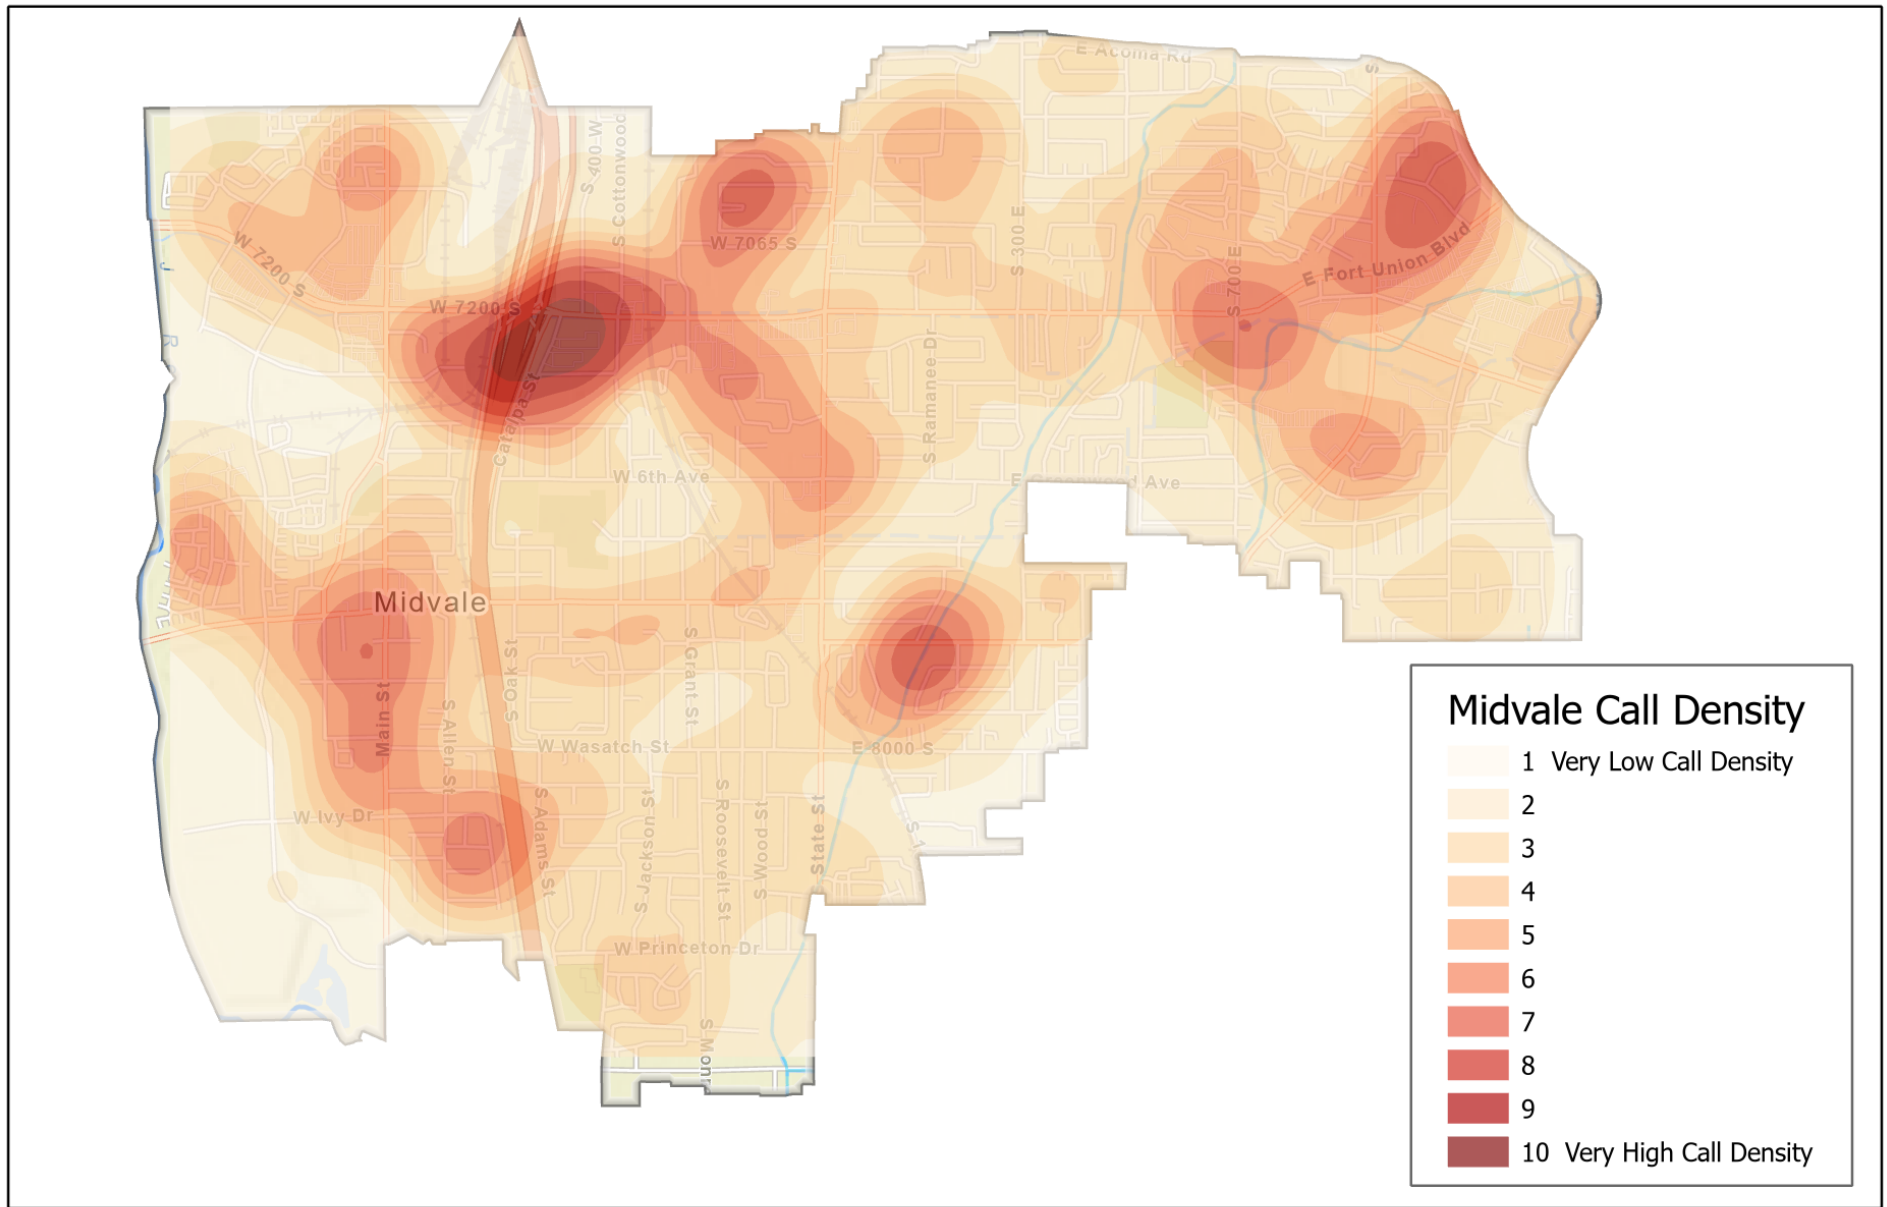 E Acoma Rd
S
S 400 W
S Cottonwood
W 7065 S
S 300 E
W 7200 S
S 700 E
E Fort Union Blvd
W 7200 S
S Ramanee Dr
Catalpa St
W 6th Ave
E Greenwood Ave
Midvale
S Oak St
S Grant St
Main St
S Allen St
W Wasatch St
E 8000 S
W Ivy Dr
S Adams St
S Jackson St
S Roosevelt St
S Wood St
S State St
S 1
W Princeton Dr
S Mon
Midvale Call Density
1 Very Low Call Density
2
3
4
5
6
7
8
9
10 Very High Call Density